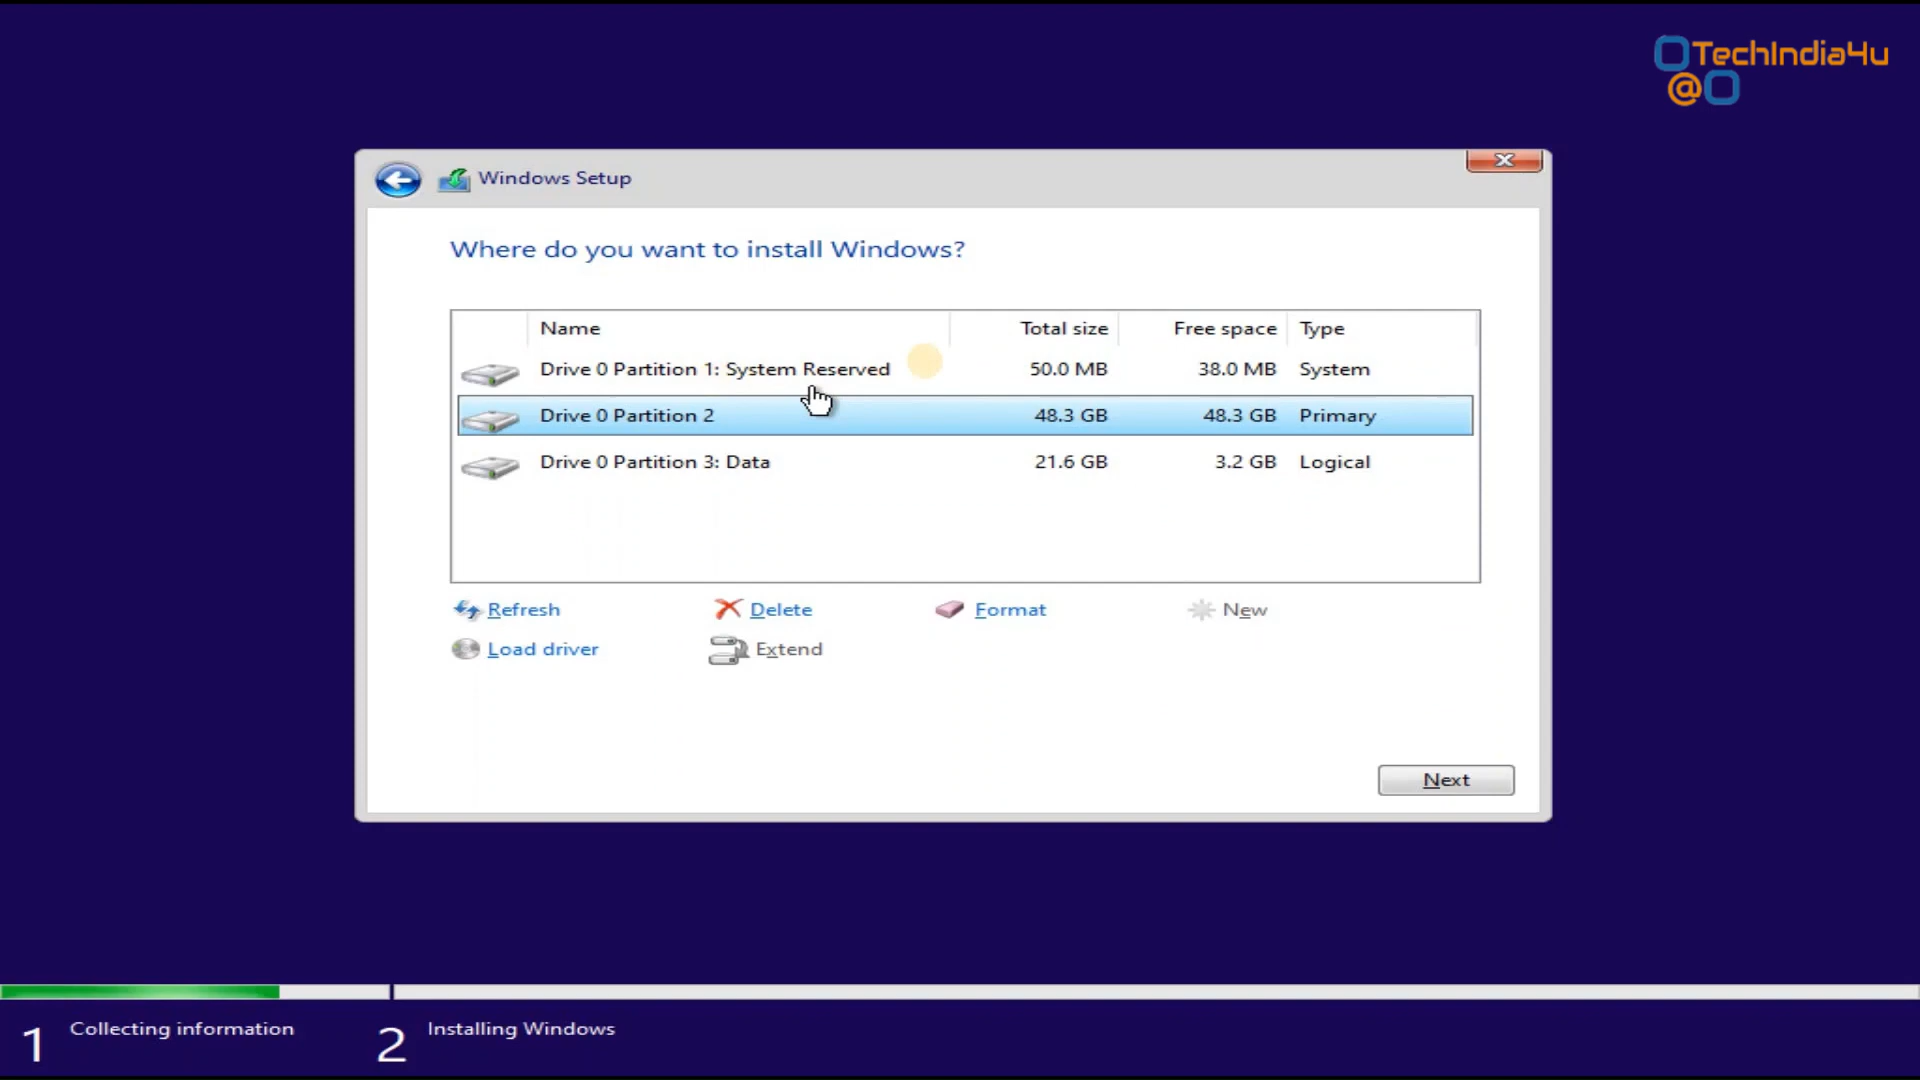 TechIndia4u
@
Windows Setup
Where do you want to install Windows?
Name Total size Free space Type
Drive 0 Partition 1: System Reserved 50.0 MB 38.0 MB System
Drive 0 Partition 2 48.3 GB 48.3 GB Primary
Drive 0 Partition 3: Data 21.6 GB 3.2 GB Logical
Refresh Delete Format New
Load driver Extend
Next
1 Collecting information 2 Installing Windows